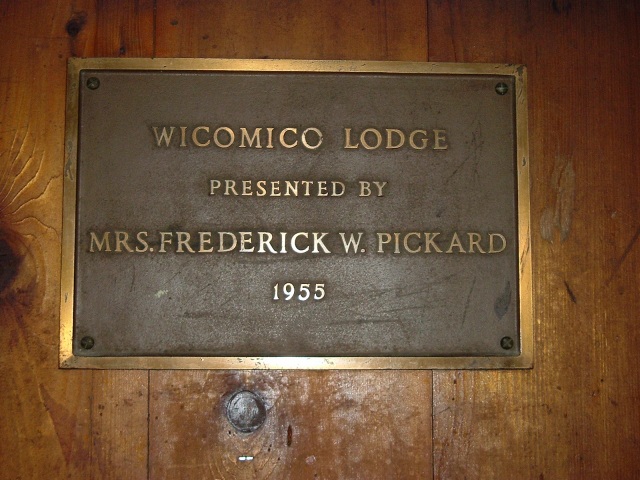 WICOMICO LODGE
PRESENTED BY
MRS. FREDERICK W. PICKARD
1955